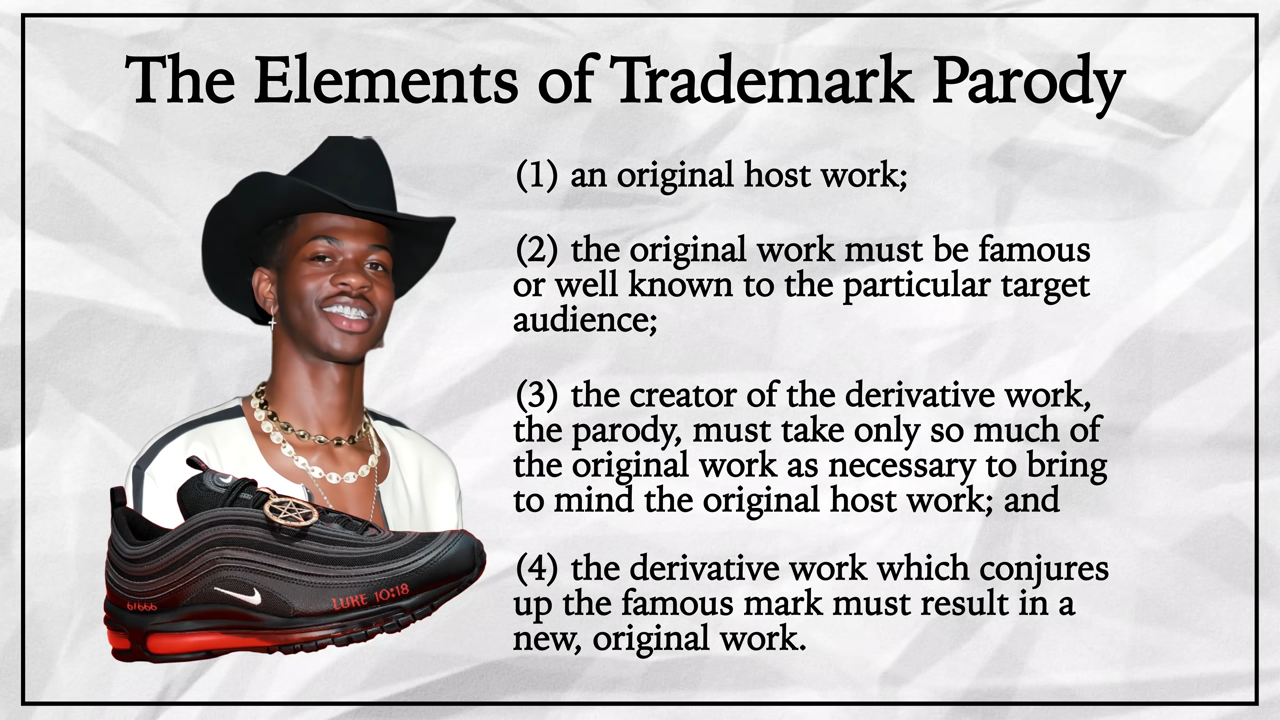 The Elements of Trademark Parody
(1) an original host work;
(2) the original work must be famous
or well known to the particular target
audience;
(3) the creator of the derivative work,
the parody, must take only so much of
the original work as necessary to bring
to mind the original host work; and
(4) the derivative work which conjures
up the famous mark must result in a
new, original work.
6/666
LUKE 10:18